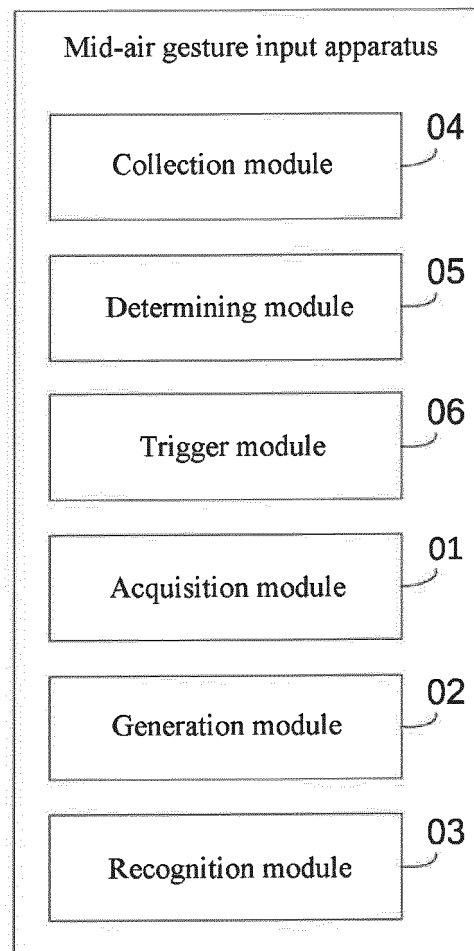 Mid-air gesture input apparatus
04
Collection module
05
Determining module
06
Trigger module
01
Acquisition module
02
Generation module
03
Recognition module